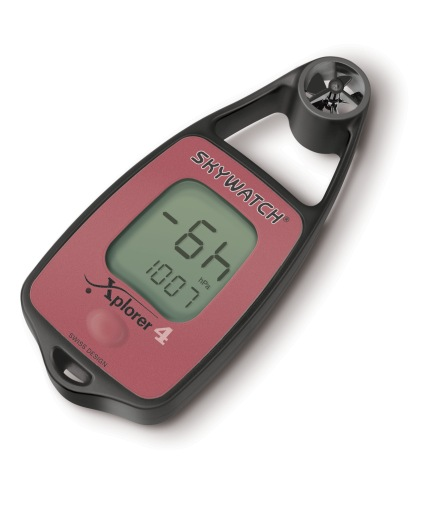 SKYWATCH®
-6h
hPa
1007
Xplorer 4
SWISS DESIGN